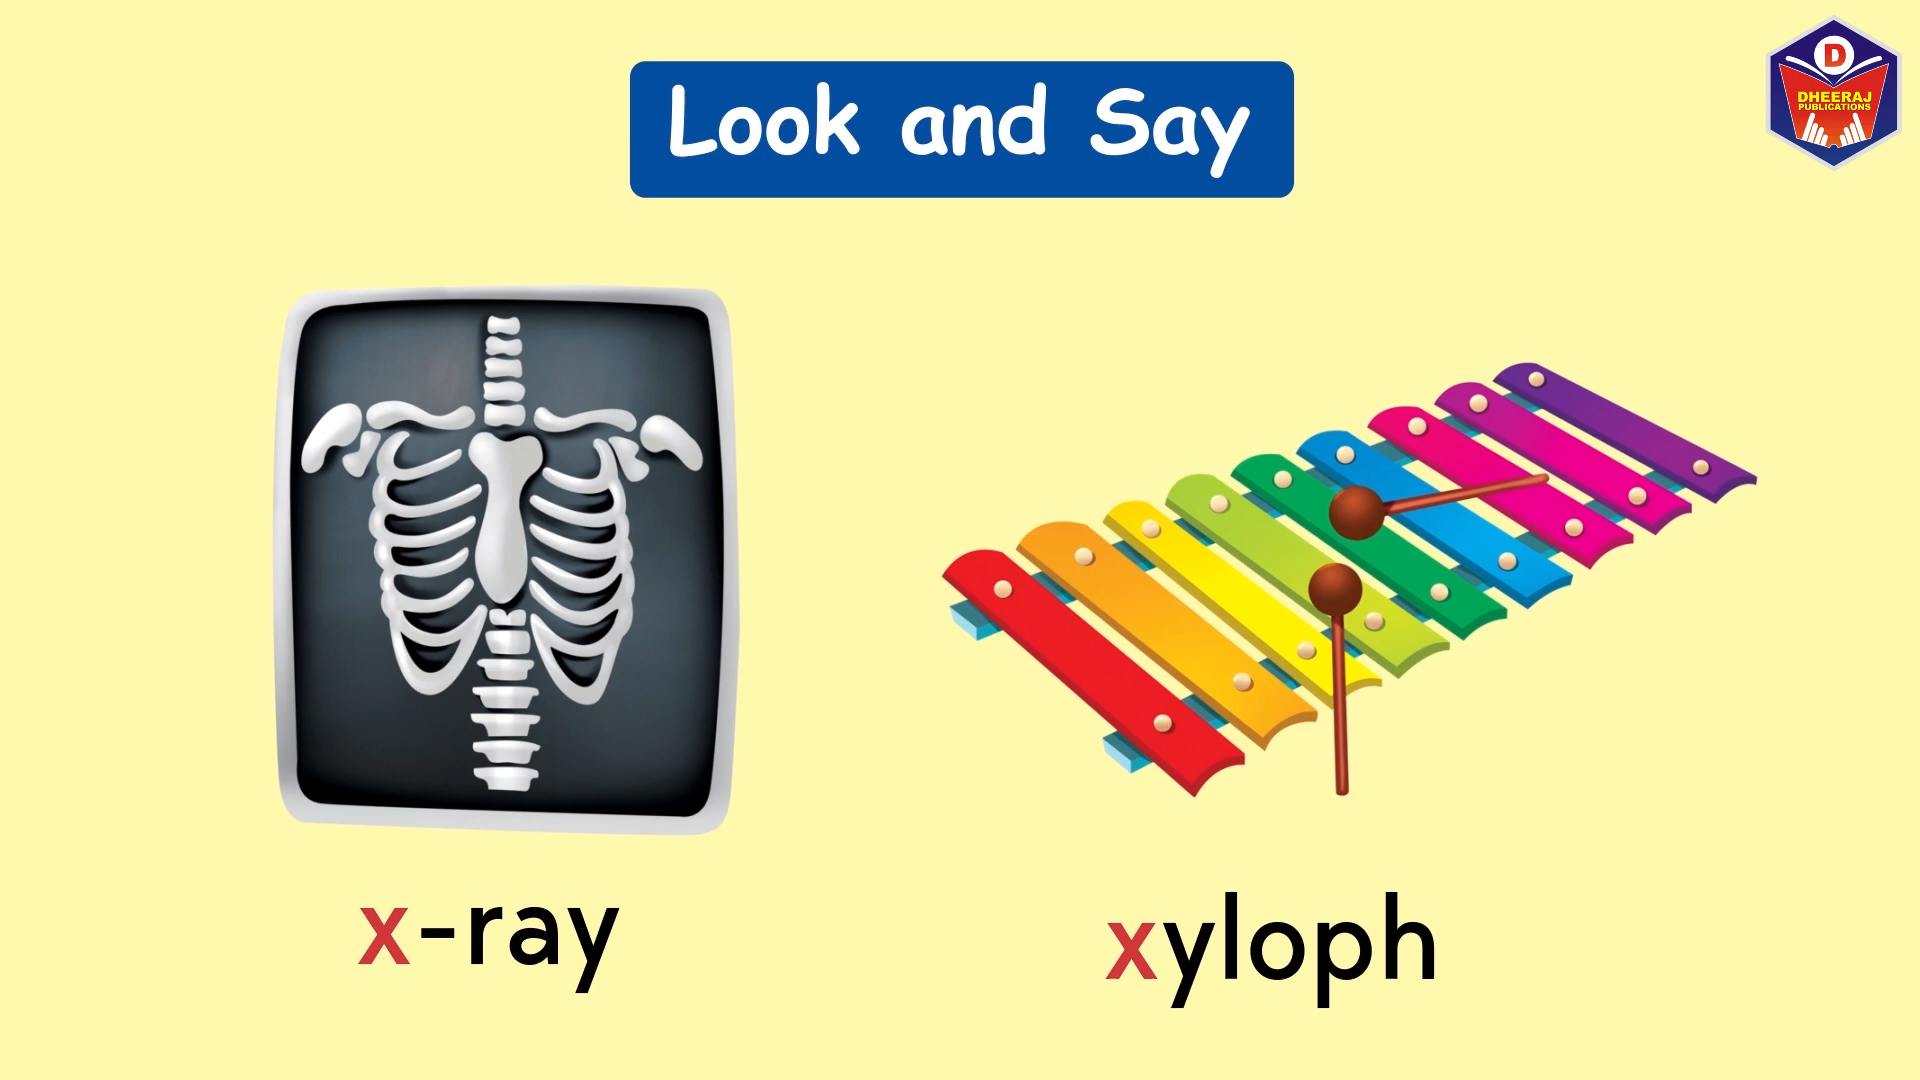 Look and Say
D
DHEERAJ
PUBLICATIONS
x-ray
xyloph